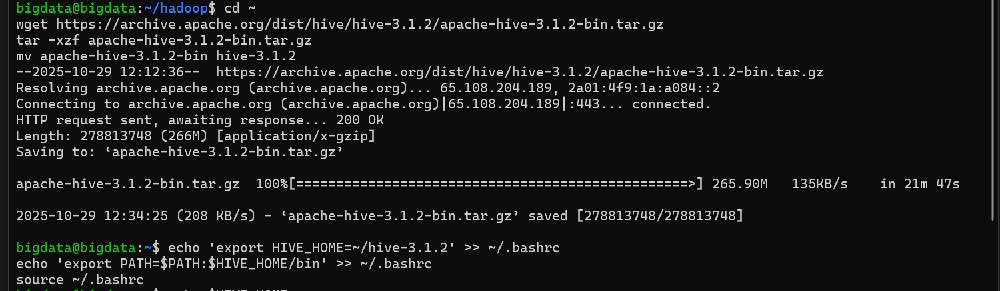 bigdata@bigdata:~/hadoop$ cd ~
wget https://archive.apache.org/dist/hive/hive-3.1.2/apache-hive-3.1.2-bin.tar.gz
tar -xzf apache-hive-3.1.2-bin.tar.gz
mv apache-hive-3.1.2-bin hive-3.1.2
--2025-10-29 12:12:36--  https://archive.apache.org/dist/hive/hive-3.1.2/apache-hive-3.1.2-bin.tar.gz
Resolving archive.apache.org (archive.apache.org)... 65.108.204.189, 2a01:4f9:1a:a084::2
Connecting to archive.apache.org (archive.apache.org)|65.108.204.189|:443... connected.
HTTP request sent, awaiting response... 200 OK
Length: 278813748 (266M) [application/x-gzip]
Saving to: ‘apache-hive-3.1.2-bin.tar.gz’
apache-hive-3.1.2-bin.tar.gz  100%[=================================================>] 265.90M   135KB/s    in 21m 47s
2025-10-29 12:34:25 (208 KB/s) - ‘apache-hive-3.1.2-bin.tar.gz’ saved [278813748/278813748]
bigdata@bigdata:~$ echo 'export HIVE_HOME=~/hive-3.1.2' >> ~/.bashrc
echo 'export PATH=$PATH:$HIVE_HOME/bin' >> ~/.bashrc
source ~/.bashrc